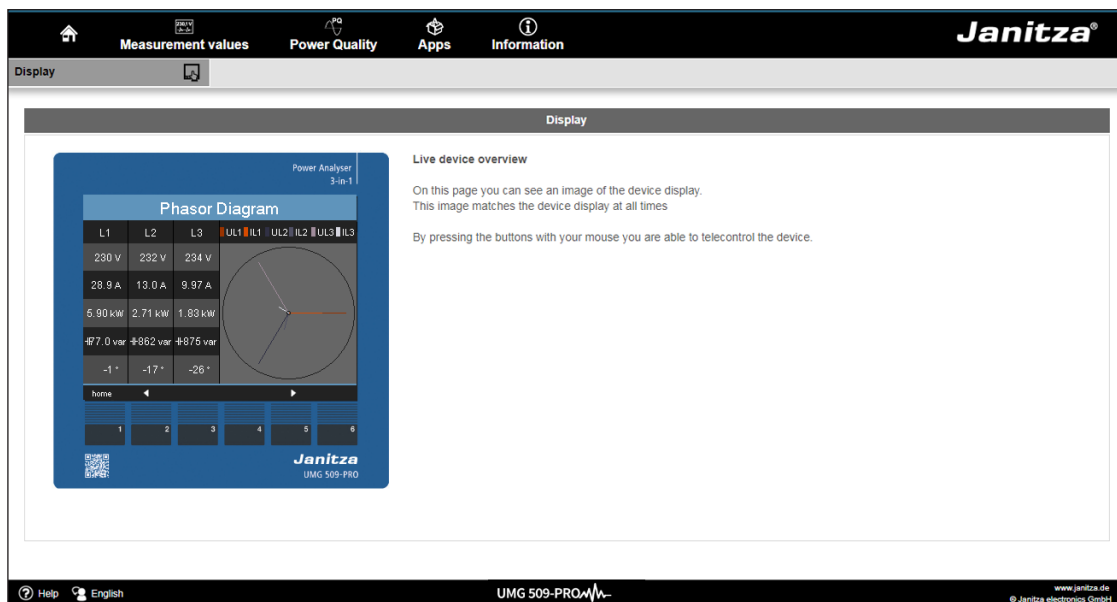 Measurement values
Power Quality
Apps
Information
Janitza®
Display
Display
Power Analyser
3-in-1
Phasor Diagram
L1 L2 L3 UL1 IL1 UL2 IL2 UL3 IL3
230 V 232 V 234 V
28.9 A 13.0 A 9.97 A
5.90 kW 2.71 kW 1.83 kW
77.0 var 862 var 875 var
-1 ° -17 ° -26 °
home
1 2 3 4 5 6
Janitza
UMG 509-PRO
Live device overview
On this page you can see an image of the device display.
This image matches the device display at all times
By pressing the buttons with your mouse you are able to telecontrol the device.
Help English
UMG 509-PRO
www.janitza.de
© Janitza electronics GmbH